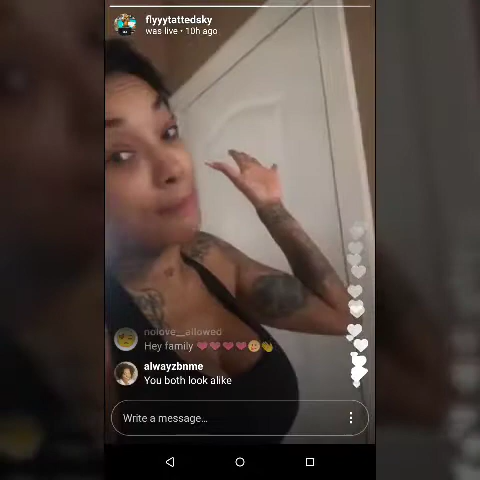 flyyytattedsky
was live • 10h ago
nolove__allowed
Hey family ❤❤❤❤😊👏
alwayzbnme
You both look alike
Write a message...